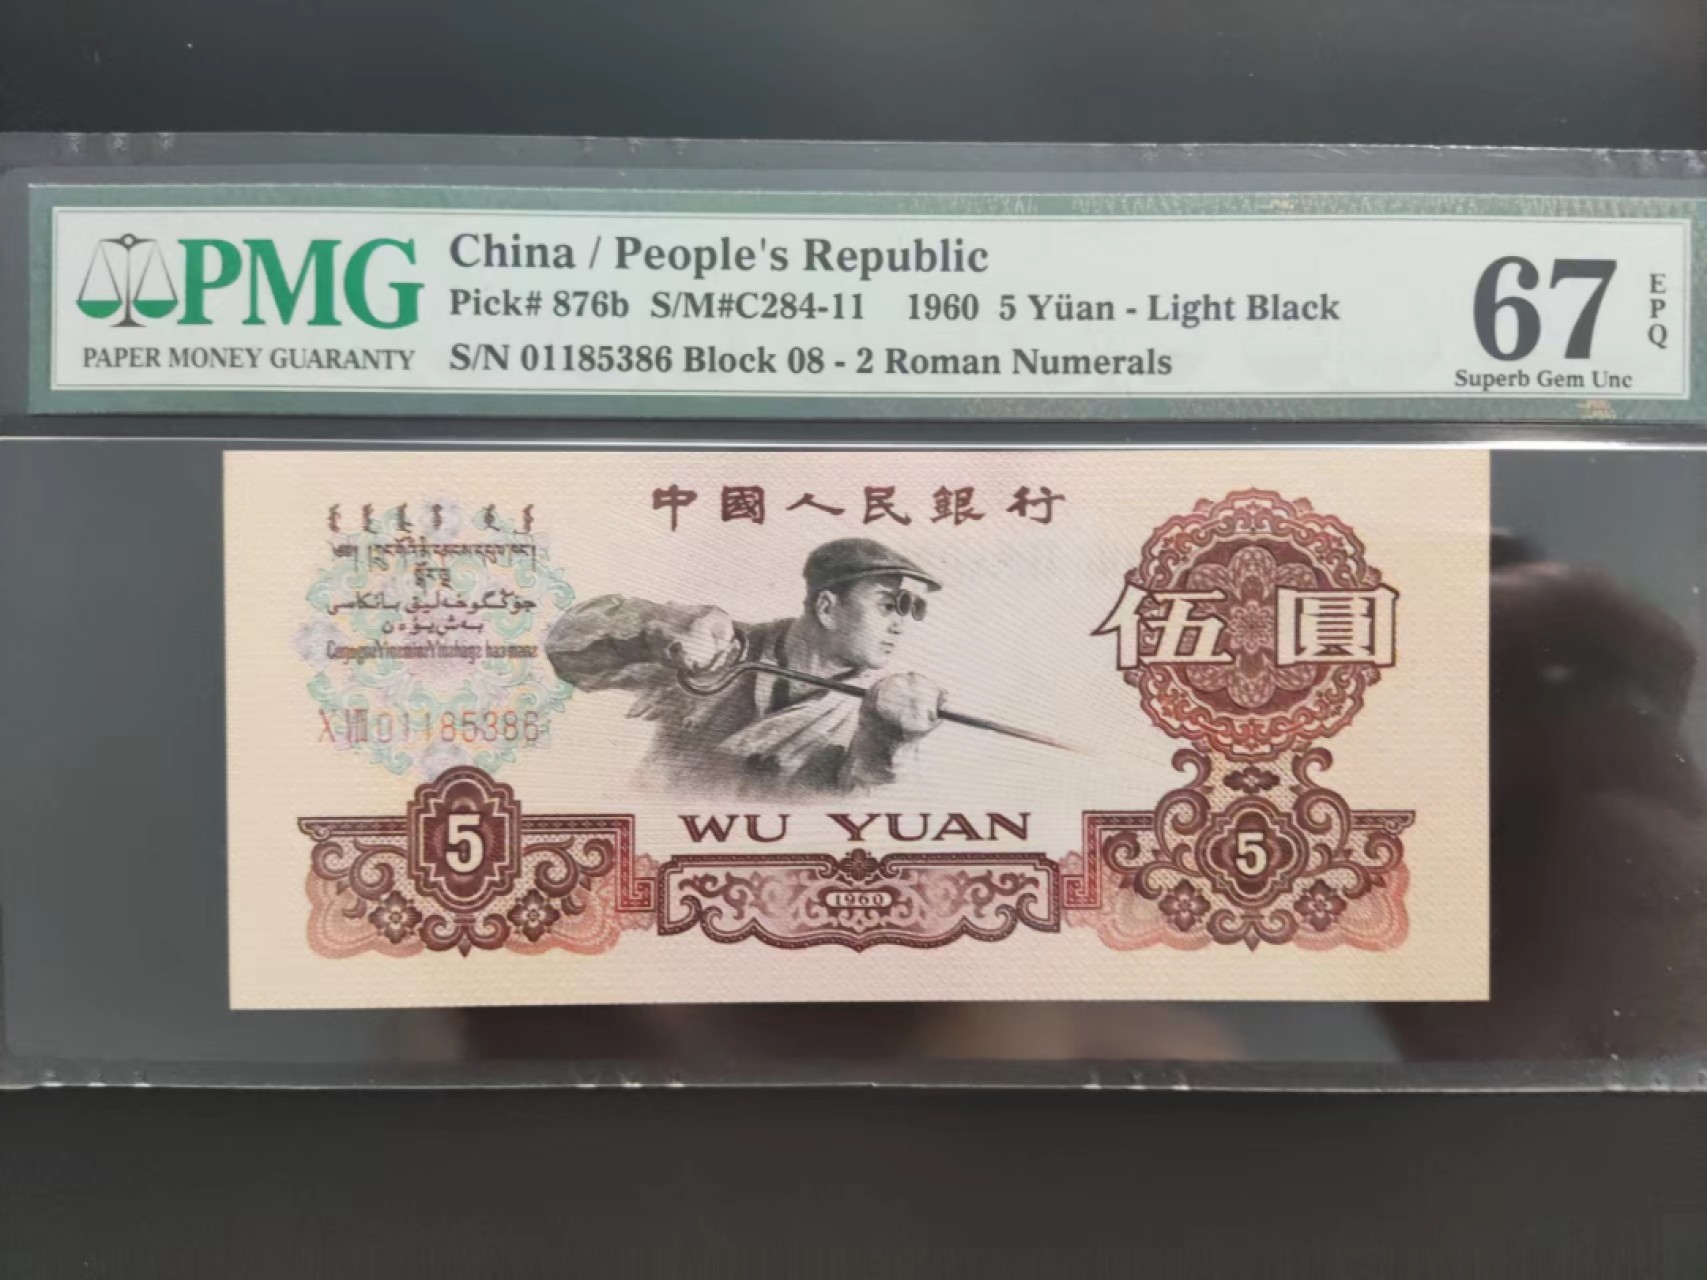 PMG
PAPER MONEY GUARANTY
China / People's Republic
Pick# 876b S/M#C284-11 1960 5 Yüan - Light Black
S/N 01185386 Block 08 - 2 Roman Numerals
67
EPQ
Superb Gem Unc
中國人民銀行
伍圓
X VIII 01185386
5
WU YUAN
5
1960